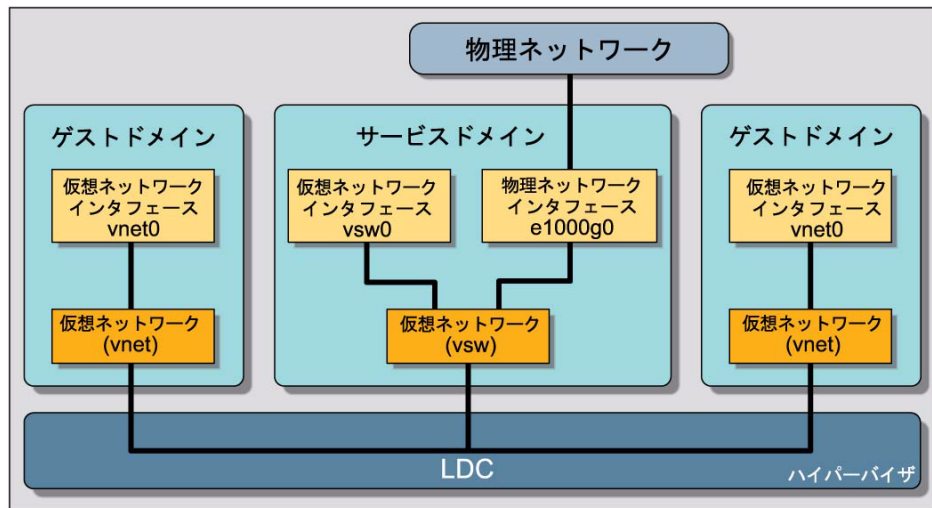 物理ネットワーク
ゲストドメイン
仮想ネットワーク
インタフェース
vnet0
仮想ネットワーク
(vnet)
サービスドメイン
仮想ネットワーク
インタフェース
vsw0
物理ネットワーク
インタフェース
e1000g0
仮想ネットワーク
(vsw)
ゲストドメイン
仮想ネットワーク
インタフェース
vnet0
仮想ネットワーク
(vnet)
LDC
ハイパーバイザ